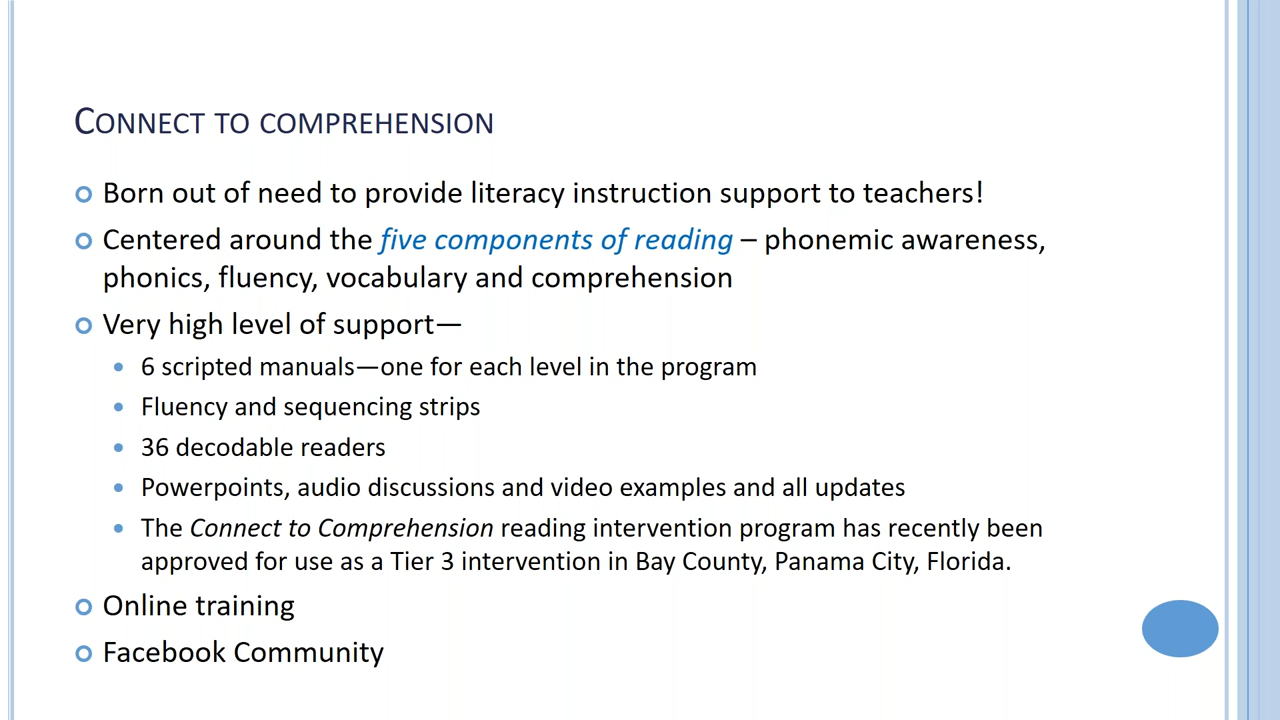 Connect to comprehension
Born out of need to provide literacy instruction support to teachers!
Centered around the five components of reading – phonemic awareness,
phonics, fluency, vocabulary and comprehension
Very high level of support—
6 scripted manuals—one for each level in the program
Fluency and sequencing strips
36 decodable readers
Powerpoints, audio discussions and video examples and all updates
The Connect to Comprehension reading intervention program has recently been
approved for use as a Tier 3 intervention in Bay County, Panama City, Florida.
Online training
Facebook Community